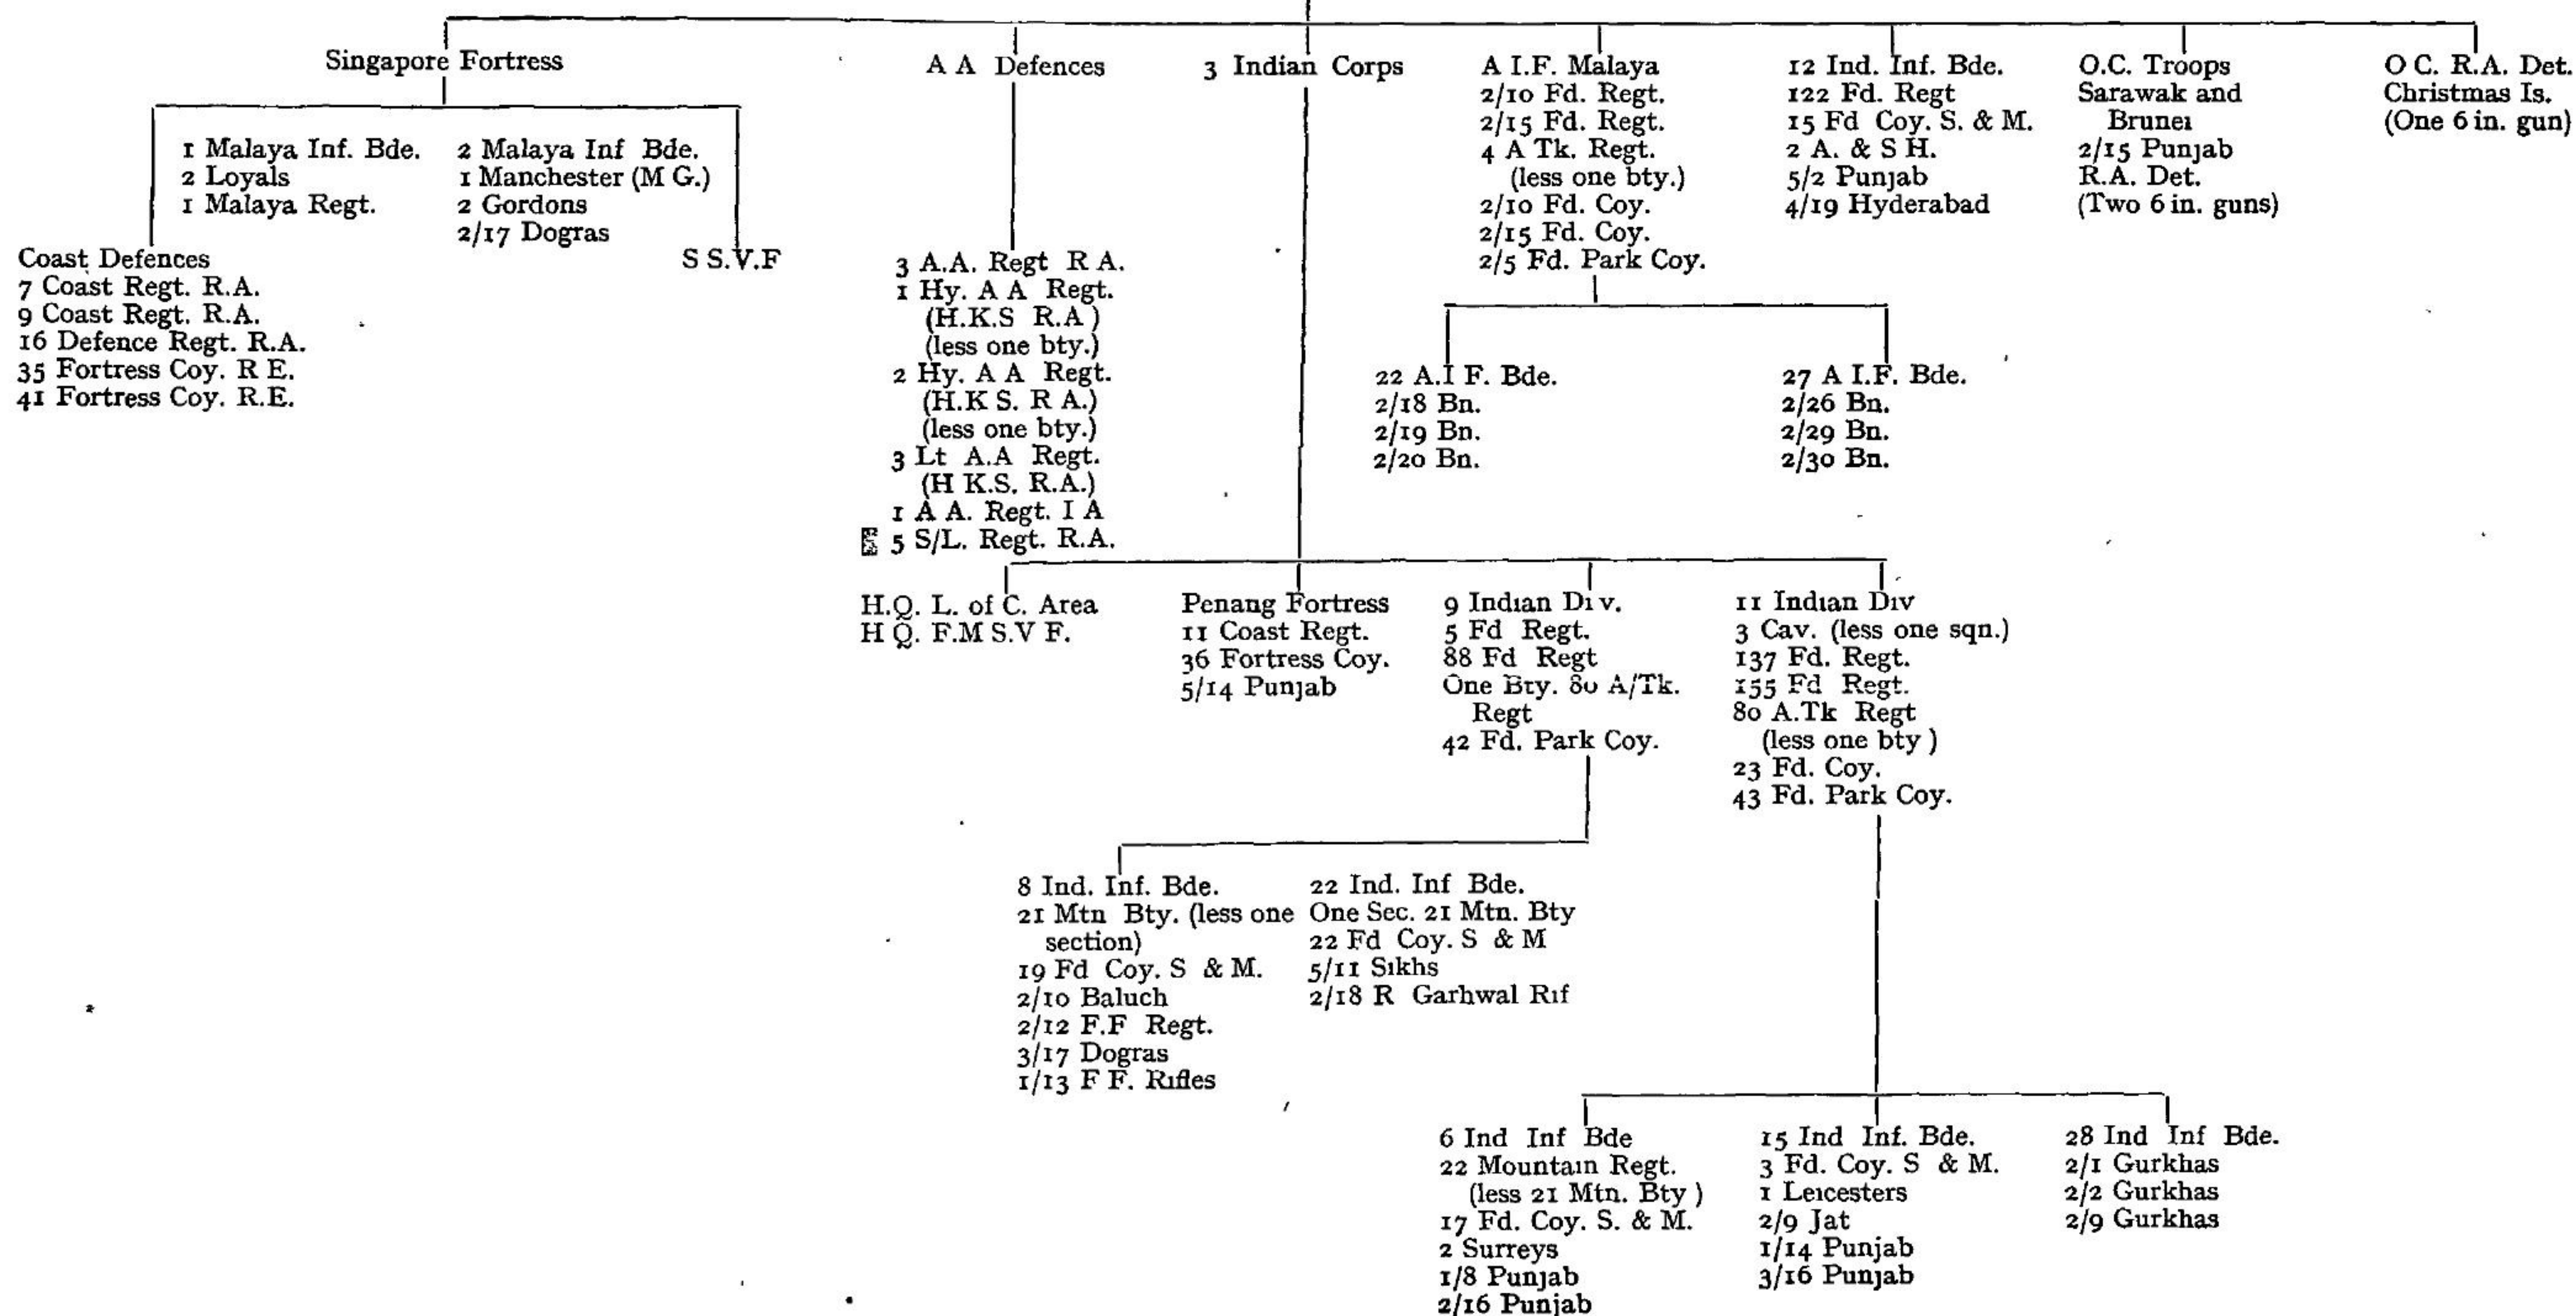 Singapore Fortress
1 Malaya Inf. Bde.
2 Loyals
1 Malaya Regt.
2 Malaya Inf Bde.
1 Manchester (M G.)
2 Gordons
2/17 Dogras
Coast Defences
7 Coast Regt. R.A.
9 Coast Regt. R.A.
16 Defence Regt. R.A.
35 Fortress Coy. R E.
41 Fortress Coy. R.E.
S S.V.F
A A Defences
3 A.A. Regt R A.
1 Hy. A A Regt.
(H.K.S R.A )
(less one bty.)
2 Hy. A A Regt.
(H.K S. R A.)
(less one bty.)
3 Lt A.A Regt.
(H K.S. R.A.)
1 A A. Regt. I A
5 S/L. Regt. R.A.
3 Indian Corps
A I.F. Malaya
2/10 Fd. Regt.
2/15 Fd. Regt.
4 A Tk. Regt.
(less one bty.)
2/10 Fd. Coy.
2/15 Fd. Coy.
2/5 Fd. Park Coy.
22 A.I F. Bde.
2/18 Bn.
2/19 Bn.
2/20 Bn.
27 A I.F. Bde.
2/26 Bn.
2/29 Bn.
2/30 Bn.
12 Ind. Inf. Bde.
122 Fd. Regt
15 Fd Coy. S. & M.
2 A. & S H.
5/2 Punjab
4/19 Hyderabad
O.C. Troops
Sarawak and
Brunei
2/15 Punjab
R.A. Det.
(Two 6 in. guns)
O C. R.A. Det.
Christmas Is.
(One 6 in. gun)
H.Q. L. of C. Area
H Q. F.M S.V F.
Penang Fortress
11 Coast Regt.
36 Fortress Coy.
5/14 Punjab
9 Indian Div.
5 Fd Regt.
88 Fd Regt
One Bty. 80 A/Tk.
Regt
42 Fd. Park Coy.
11 Indian Div
3 Cav. (less one sqn.)
137 Fd. Regt.
155 Fd Regt.
80 A.Tk Regt
(less one bty )
23 Fd. Coy.
43 Fd. Park Coy.
8 Ind. Inf. Bde.
21 Mtn Bty. (less one
section)
19 Fd Coy. S & M.
2/10 Baluch
2/12 F.F Regt.
3/17 Dogras
1/13 F F. Rifles
22 Ind. Inf Bde.
One Sec. 21 Mtn. Bty
22 Fd Coy. S & M
5/11 Sikhs
2/18 R Garhwal Rif
6 Ind Inf Bde
22 Mountain Regt.
(less 21 Mtn. Bty )
17 Fd. Coy. S. & M.
2 Surreys
1/8 Punjab
2/16 Punjab
15 Ind Inf. Bde.
3 Fd. Coy. S & M.
1 Leicesters
2/9 Jat
1/14 Punjab
3/16 Punjab
28 Ind Inf Bde.
2/1 Gurkhas
2/2 Gurkhas
2/9 Gurkhas